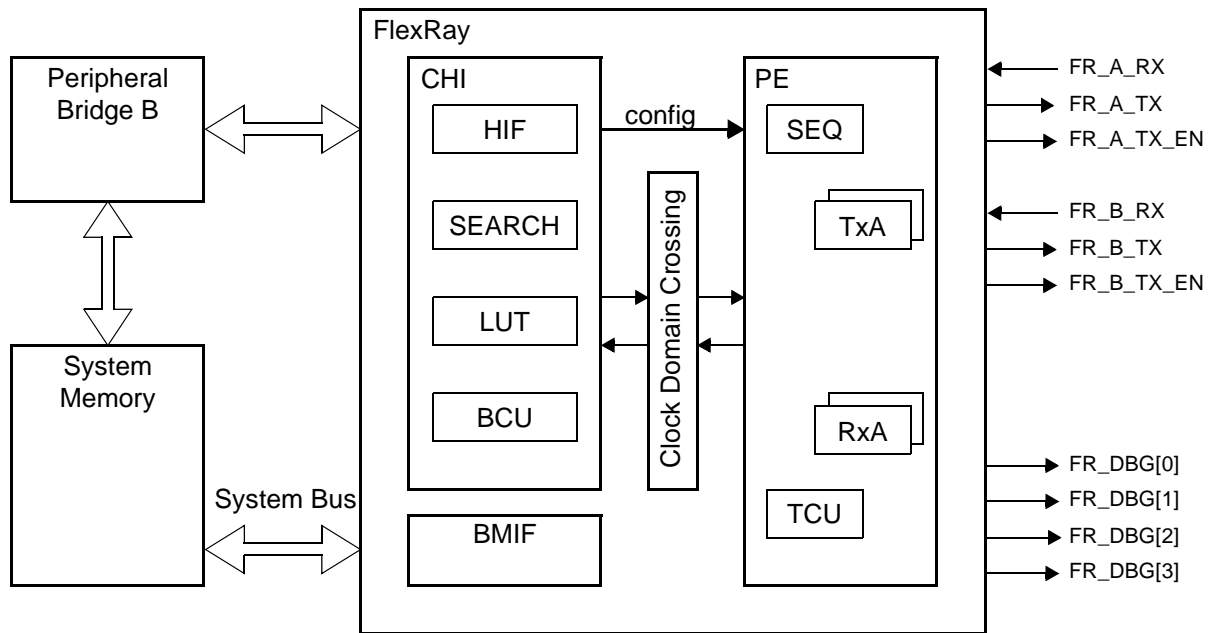 FlexRay
Peripheral
Bridge B
CHI
PE
FR_A_RX
FR_A_TX
FR_A_TX_EN
HIF
config
SEQ
SEARCH
Clock Domain Crossing
TxA
FR_B_RX
FR_B_TX
FR_B_TX_EN
LUT
System
Memory
BCU
RxA
FR_DBG[0]
FR_DBG[1]
FR_DBG[2]
FR_DBG[3]
System Bus
BMIF
TCU